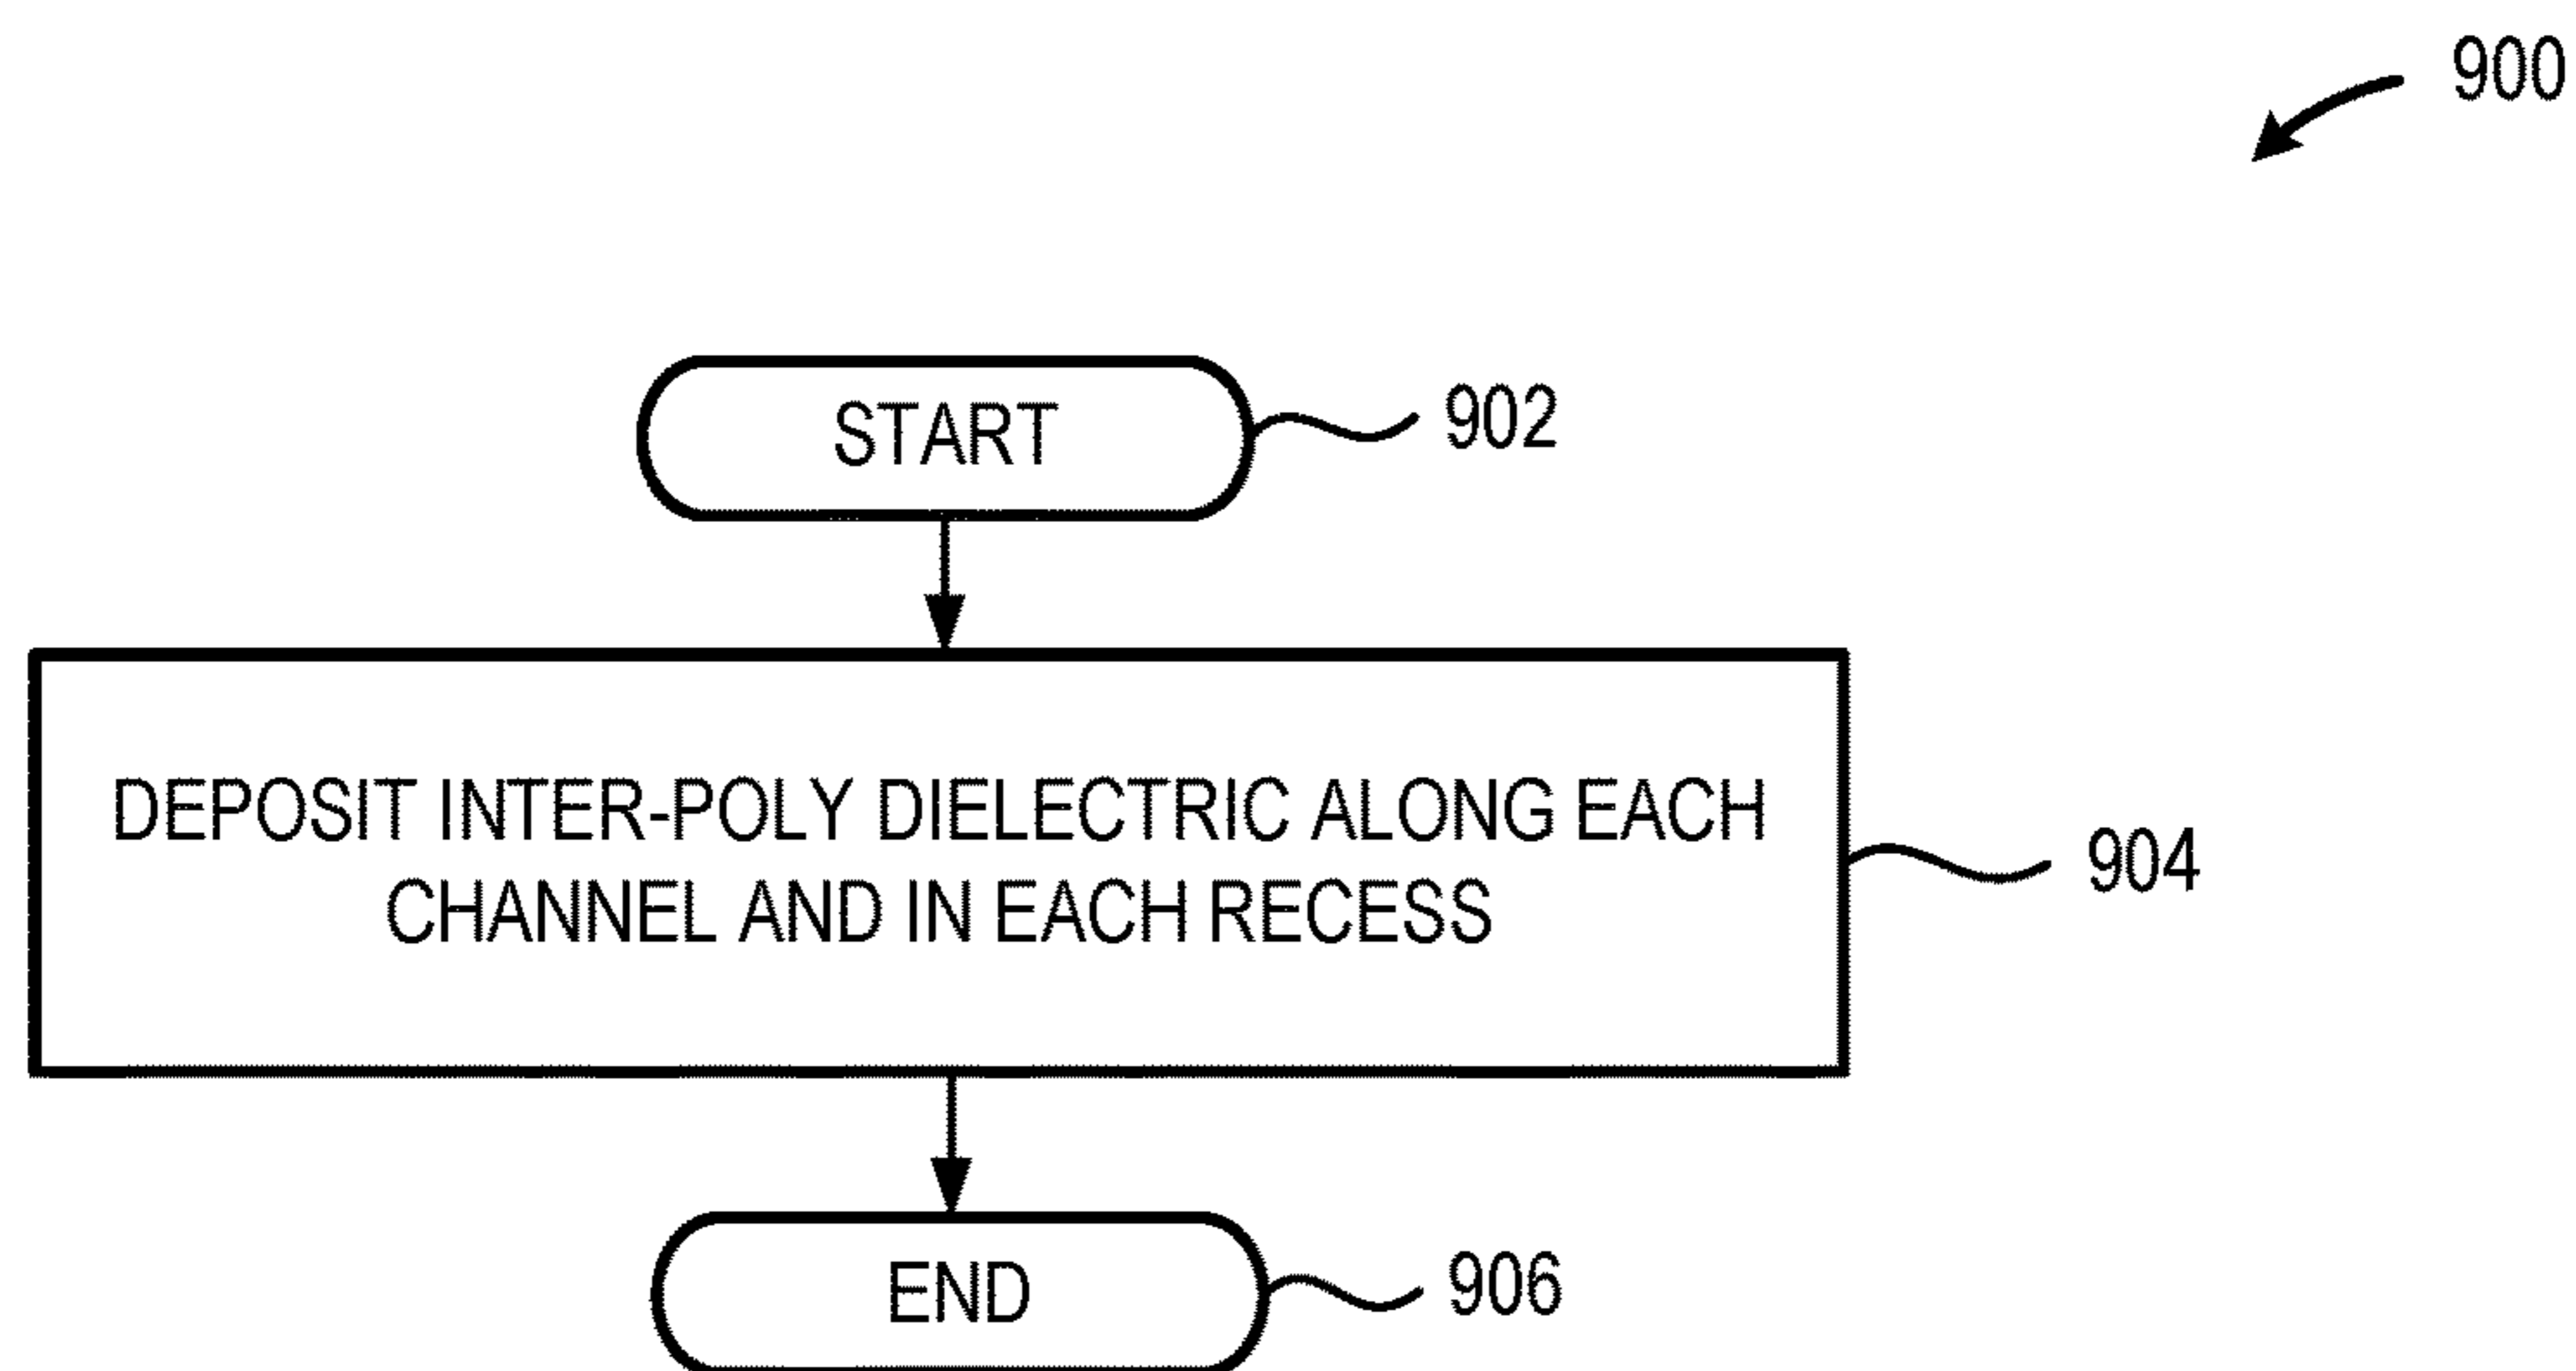 900
START
902
DEPOSIT INTER-POLY DIELECTRIC ALONG EACH
CHANNEL AND IN EACH RECESS
904
END
906